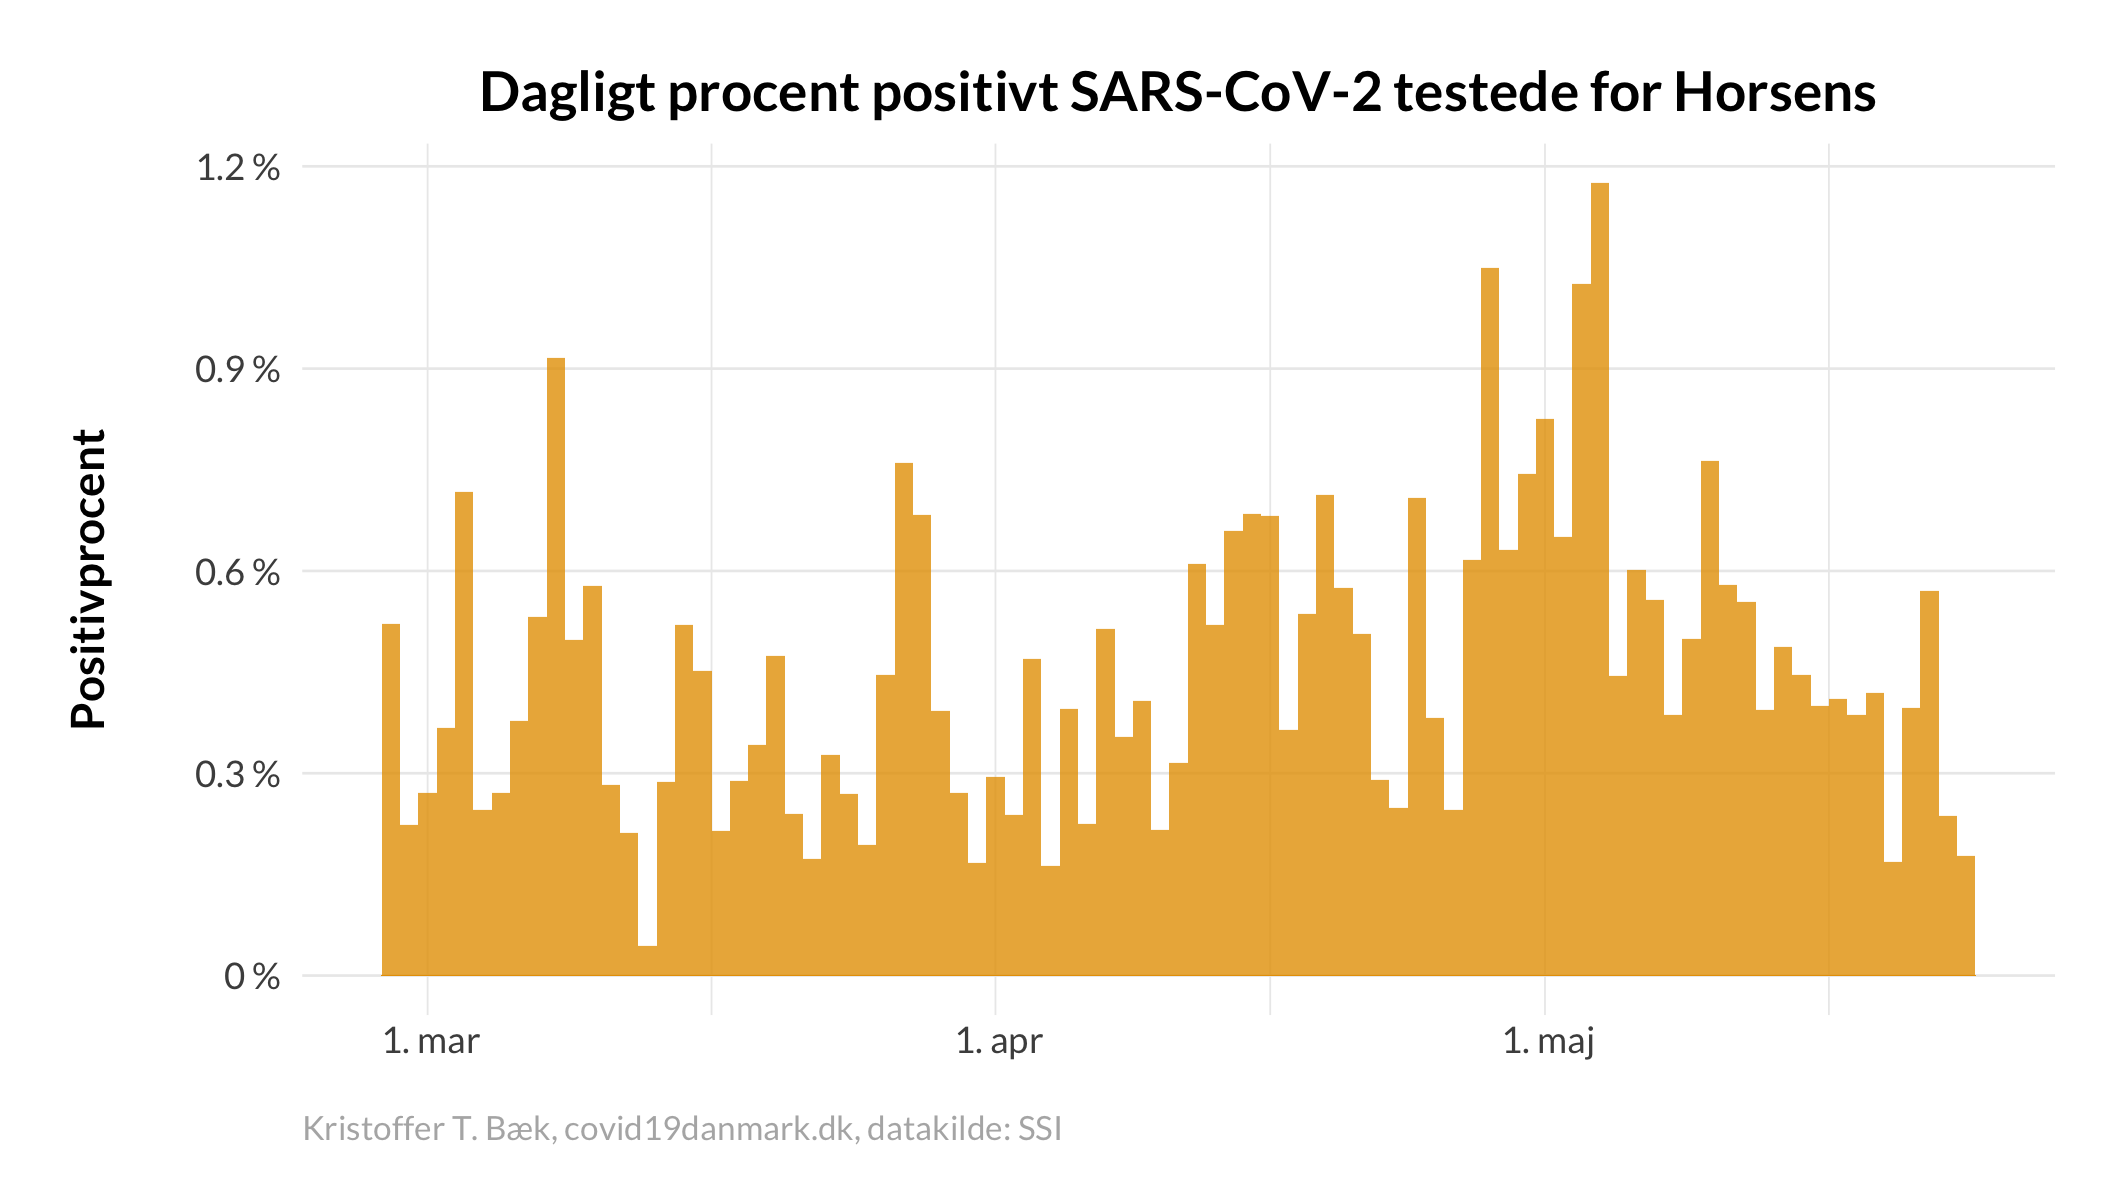 Dagligt procent positivt SARS-CoV-2 testede for Horsens
Positivprocent
1.2 %
0.9 %
0.6 %
0.3 %
0 %
1. mar
1. apr
1. maj
Kristoffer T. Bæk, covid19danmark.dk, datakilde: SSI